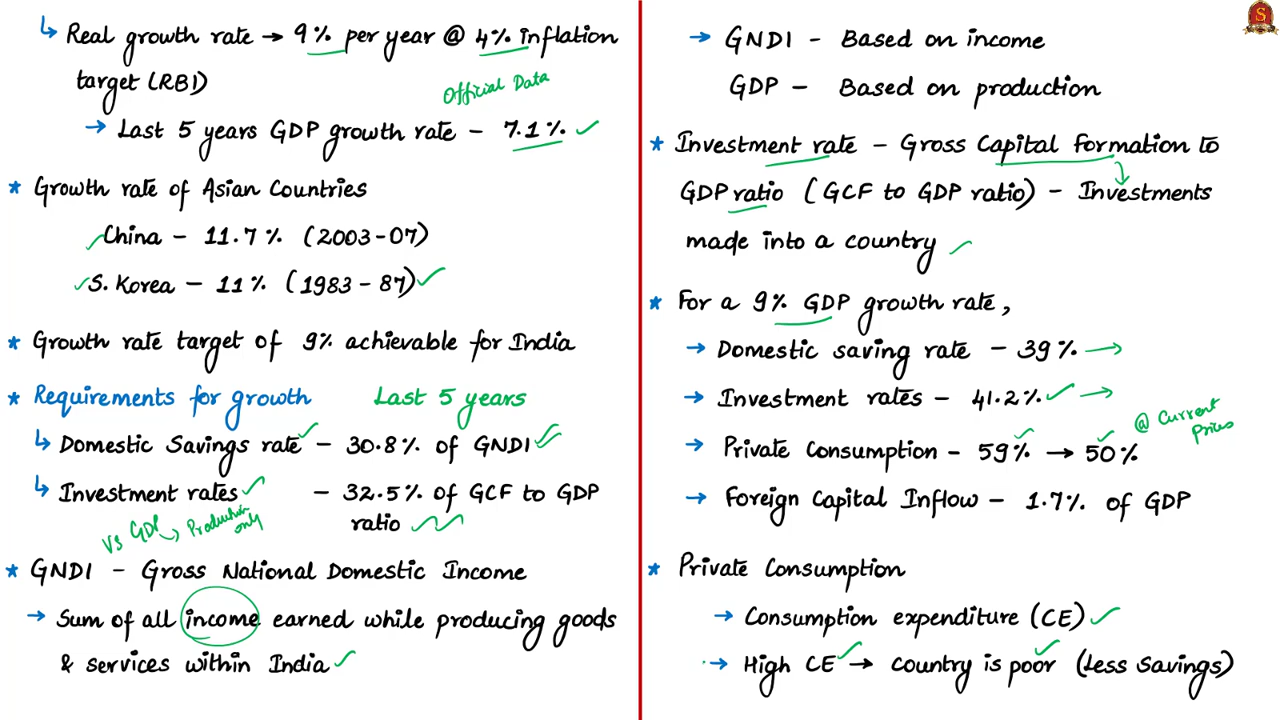 ↳ Real growth rate → 9% per year @ 4% inflation
target (RBI)
Official Data
→ Last 5 years GDP growth rate - 7.1% ✓
* Growth rate of Asian Countries
✓ China - 11.7% (2003-07)
✓ S. Korea - 11% (1983-87) ✓
* Growth rate target of 9% achievable for India
* Requirements for growth Last 5 years
↳ Domestic Savings rate ✓ - 30.8% of GNDI ✓
↳ Investment rates ✓ - 32.5% of GCF to GDP
ratio
Vs GDP → Production
only
* GNDI - Gross National Domestic Income
→ Sum of all income earned while producing goods
& services within India ✓
→ GNDI - Based on income
GDP - Based on production
* Investment rate - Gross Capital Formation to
GDP ratio (GCF to GDP ratio) - Investments
made into a country ✓
* For a 9% GDP growth rate,
→ Domestic saving rate - 39% →
→ Investment rates - 41.2% ✓ →
@ Current
Prices
→ Private Consumption - 59% → 50%
→ Foreign Capital Inflow - 1.7% of GDP
* Private Consumption
→ Consumption expenditure (CE) ✓
→ High CE ✓ → Country is poor (Less Savings)
S